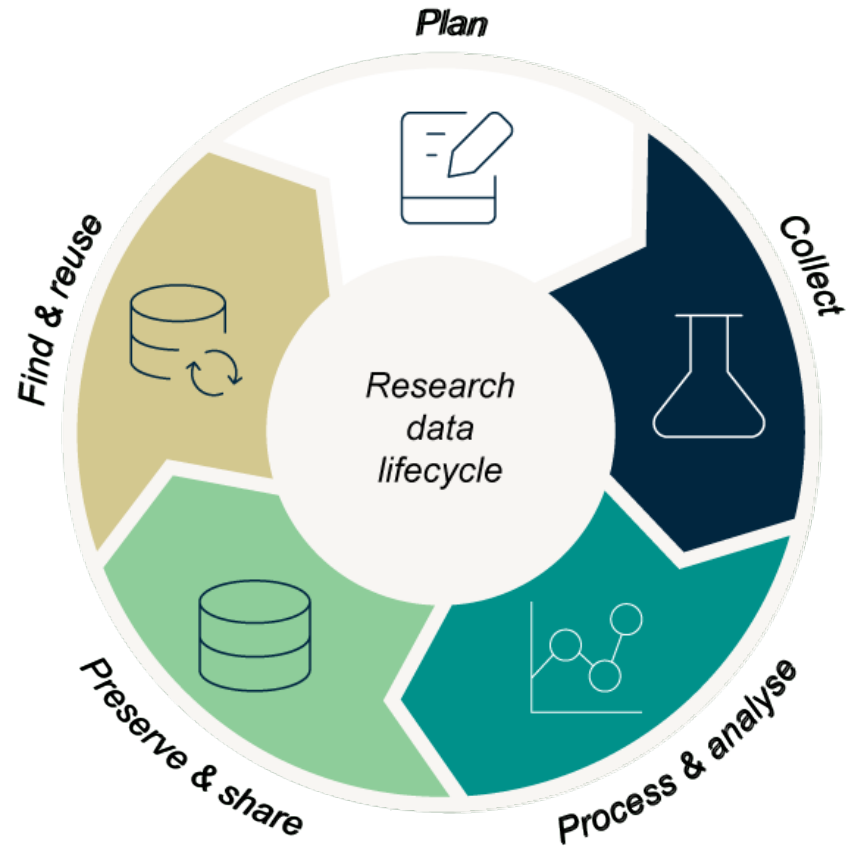 Plan
Collect
Process & analyse
Preserve & share
Find & reuse
Research
data
lifecycle